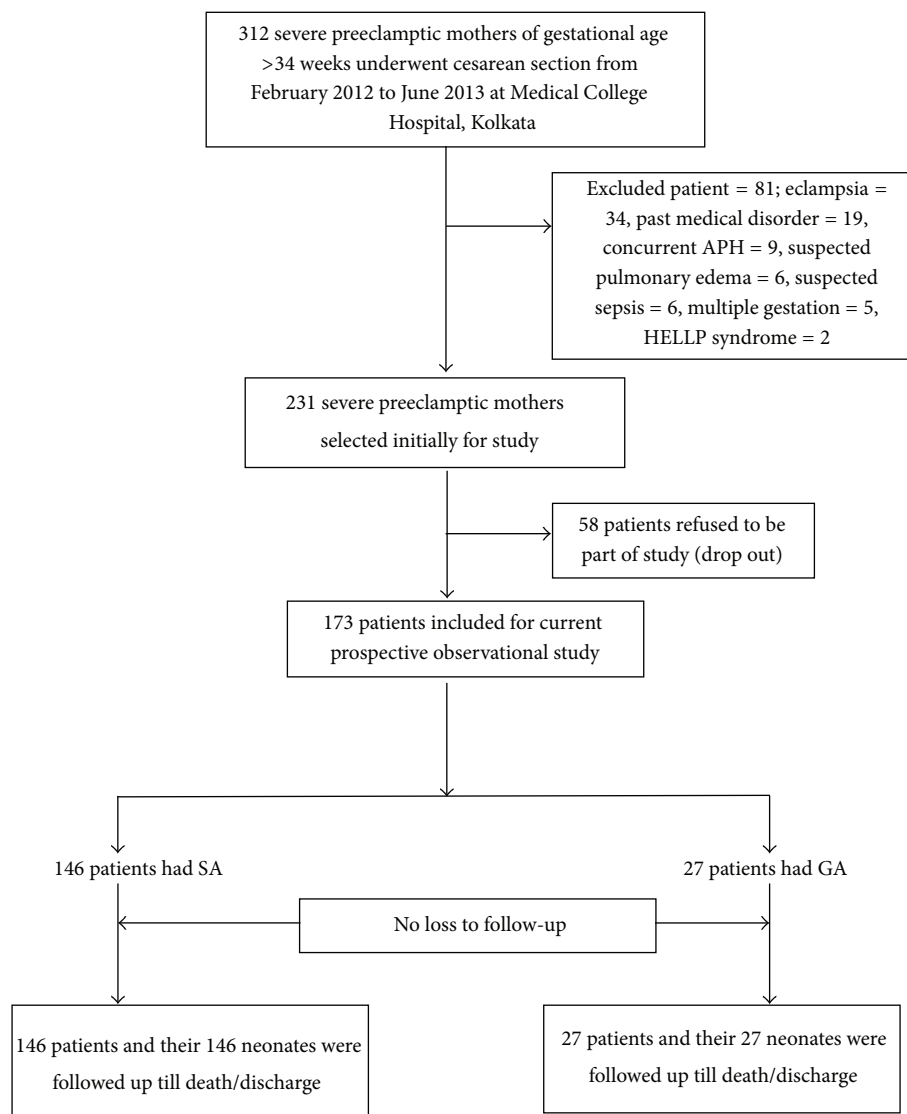 312 severe preeclamptic mothers of gestational age
>34 weeks underwent cesarean section from
February 2012 to June 2013 at Medical College
Hospital, Kolkata
Excluded patient = 81; eclampsia =
34, past medical disorder = 19,
concurrent APH = 9, suspected
pulmonary edema = 6, suspected
sepsis = 6, multiple gestation = 5,
HELLP syndrome = 2
231 severe preeclamptic mothers
selected initially for study
58 patients refused to be
part of study (drop out)
173 patients included for current
prospective observational study
146 patients had SA
27 patients had GA
No loss to follow-up
146 patients and their 146 neonates were
followed up till death/discharge
27 patients and their 27 neonates were
followed up till death/discharge